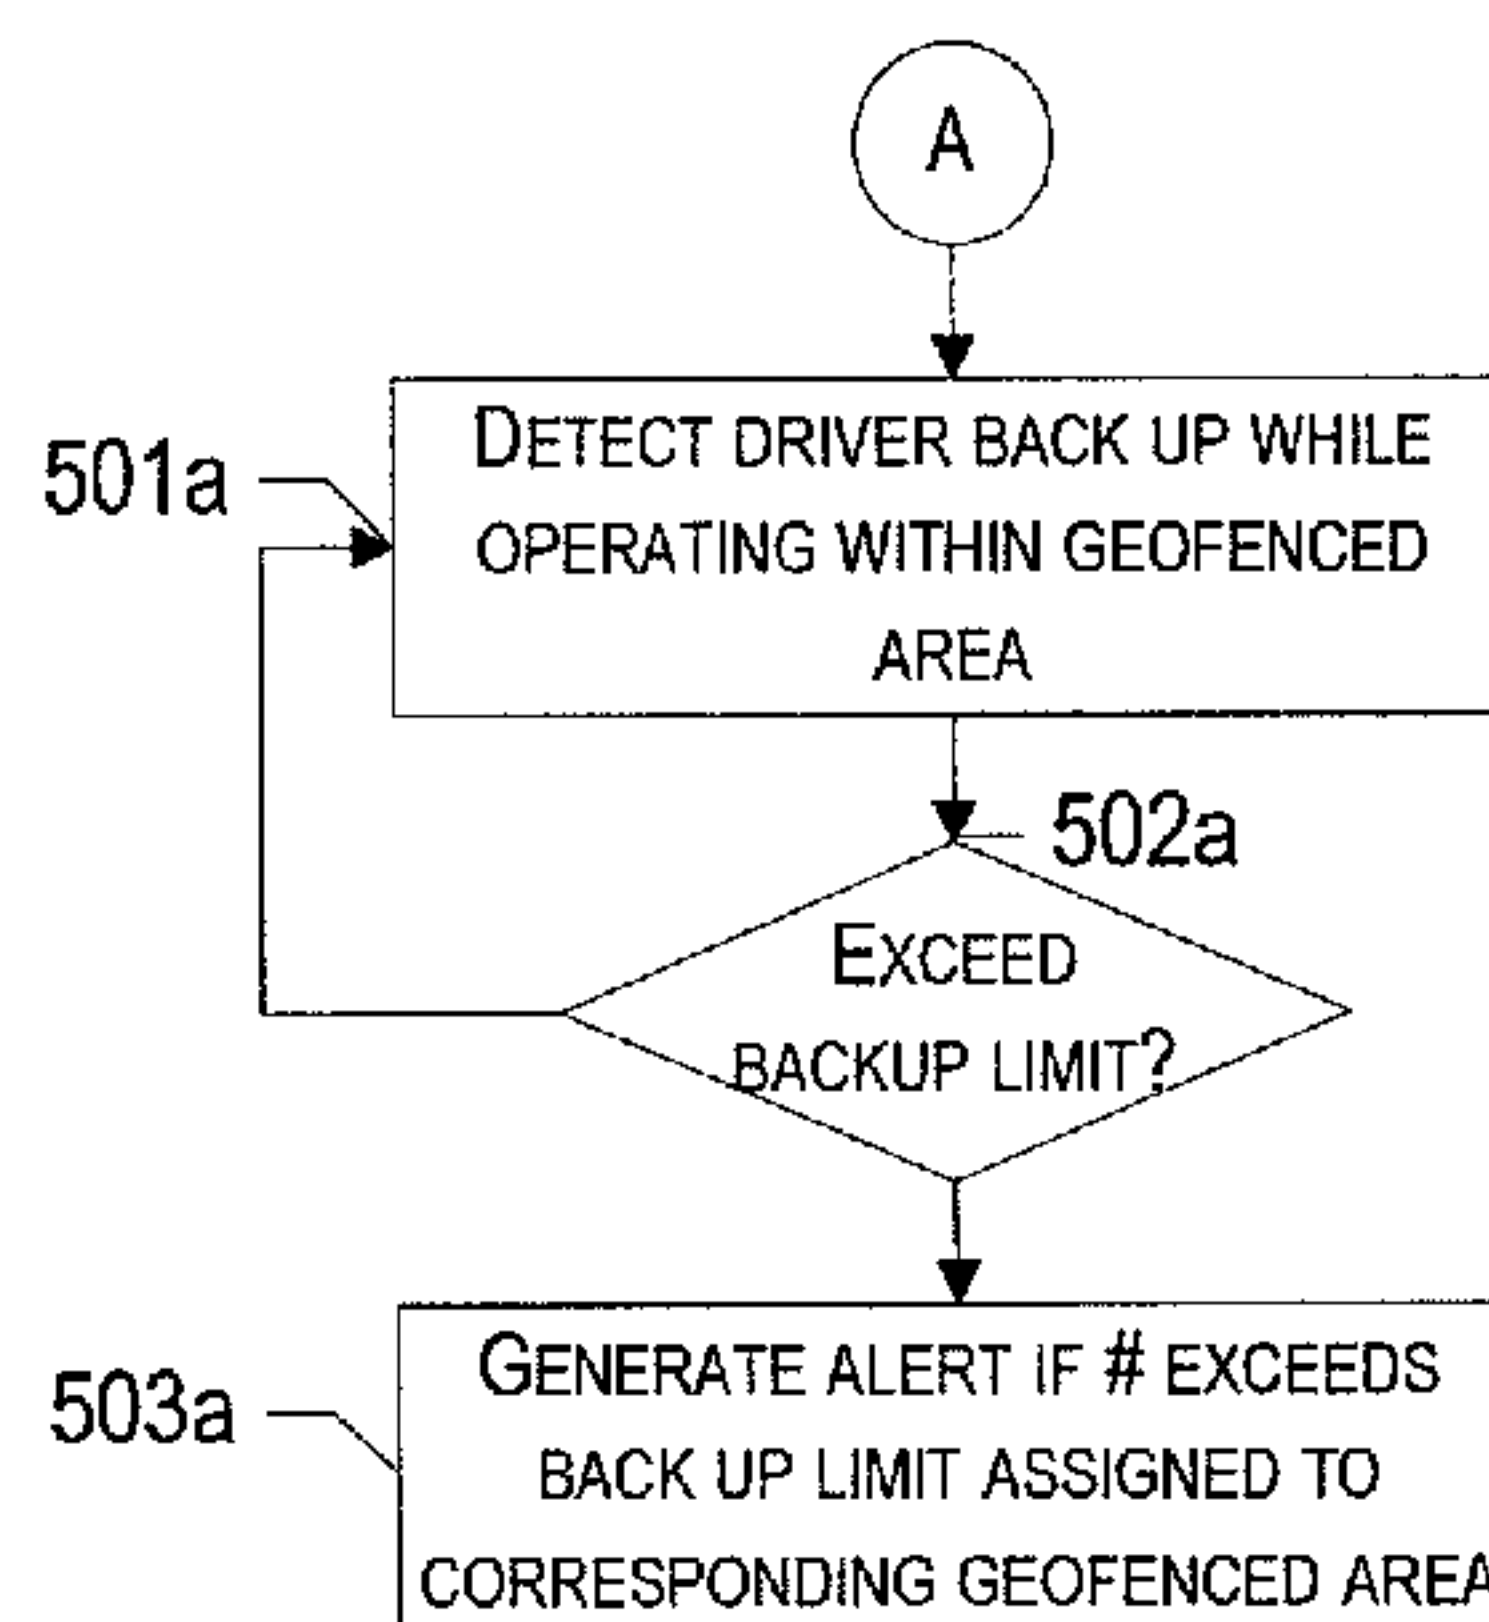 A
DETECT DRIVER BACK UP WHILE
501a
OPERATING WITHIN GEOFENCED
AREA
502a
EXCEED
BACKUP LIMIT?
GENERATE ALERT IF # EXCEEDS
503a
BACK UP LIMIT ASSIGNED TO
CORRESPONDING GEOFENCED AREA